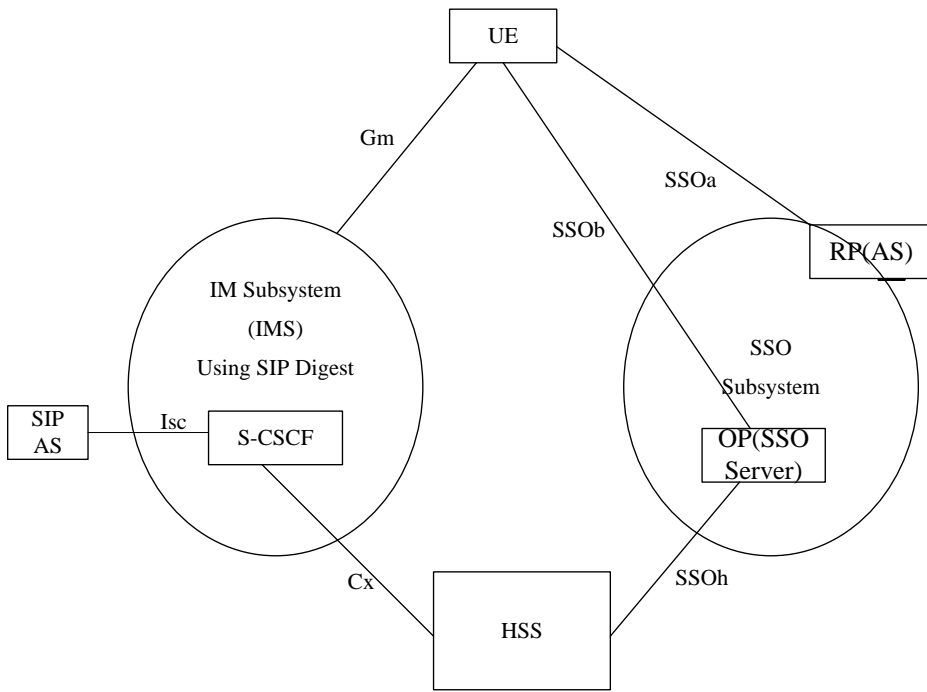 UE
Gm
SSOa
SSOb
RP(AS)
IM Subsystem
(IMS)
Using SIP Digest
SSO
Subsystem
SIP
AS
Isc
S-CSCF
OP(SSO
Server)
Cx
SSOh
HSS